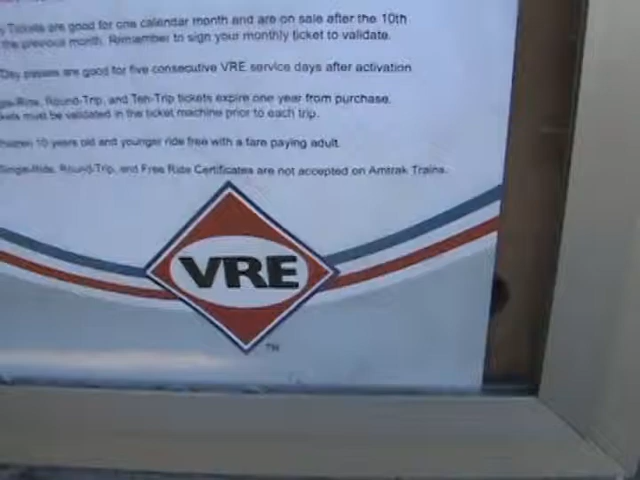 Tickets are good for one calendar month and are on sale after the 10th
the previous month. Remember to sign your monthly ticket to validate.
Day passes are good for five consecutive VRE service days after activation
Ride, Round-Trip, and Ten-Trip tickets expire one year from purchase.
must be validated in the ticket machine prior to each trip.
10 years old and younger ride free with a fare paying adult.
Single-Ride, Round-Trip, and Free Ride Certificates are not accepted on Amtrak Trains.
VRE
TM